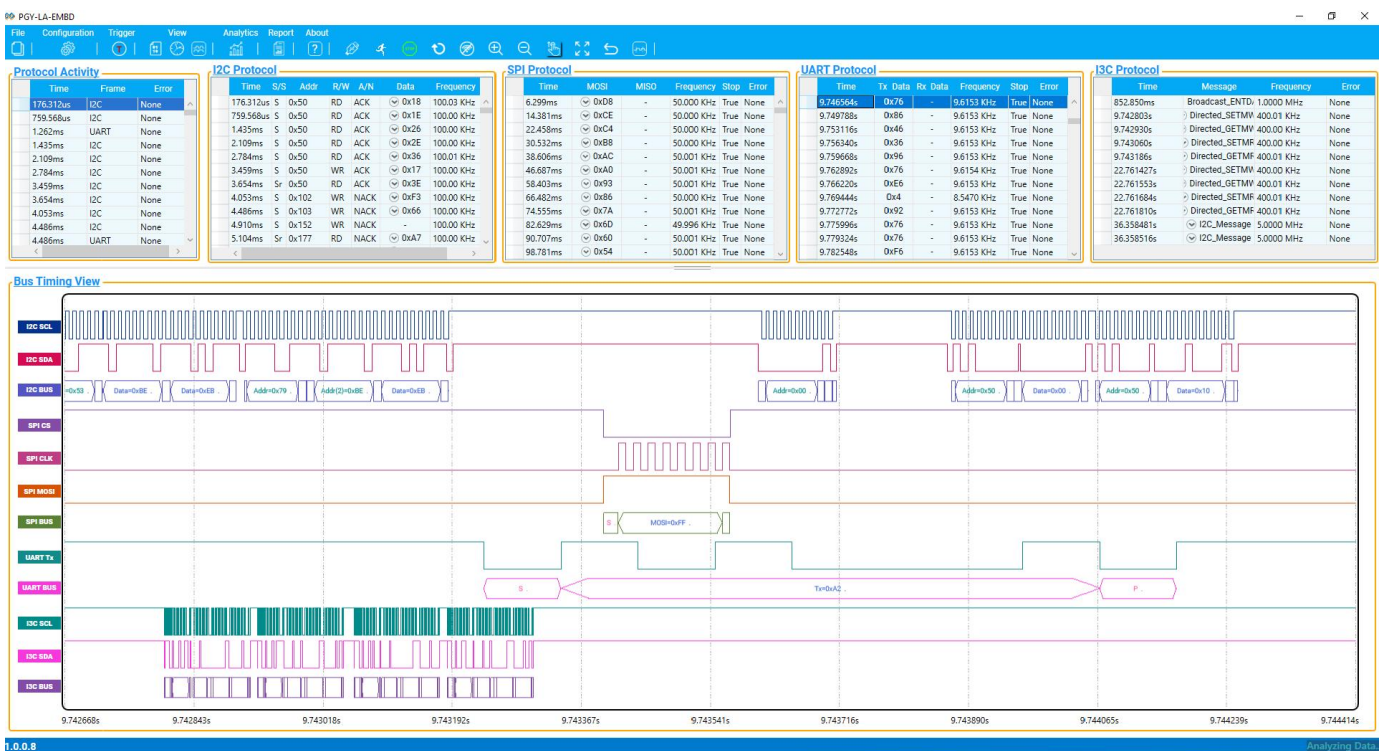 PGY-LA-EMBD
File Configuration Trigger View Analytics Report About
Protocol Activity
Time Frame Error
176.312us I2C None
759.568us I2C None
1.262ms UART None
1.435ms I2C None
2.109ms I2C None
2.784ms I2C None
3.459ms I2C None
3.654ms I2C None
4.053ms I2C None
4.486ms I2C None
4.486ms UART None
I2C Protocol
Time S/S Addr R/W A/N Data Frequency
176.312us S 0x50 RD ACK 0x18 100.03 KHz
759.568us S 0x50 RD ACK 0x1E 100.00 KHz
1.435ms S 0x50 RD ACK 0x26 100.00 KHz
2.109ms S 0x50 RD ACK 0x2E 100.00 KHz
2.784ms S 0x50 RD ACK 0x36 100.01 KHz
3.459ms S 0x50 WR ACK 0x17 100.00 KHz
3.654ms Sr 0x50 RD ACK 0x3E 100.00 KHz
4.053ms S 0x102 WR NACK 0xF3 100.00 KHz
4.486ms S 0x103 WR NACK 0x66 100.00 KHz
4.910ms S 0x152 WR NACK - 100.00 KHz
5.104ms Sr 0x177 RD NACK 0xA7 100.00 KHz
SPI Protocol
Time MOSI MISO Frequency Stop Error
6.299ms 0xD8 - 50.000 KHz True None
14.381ms 0xCE - 50.000 KHz True None
22.458ms 0xC4 - 50.000 KHz True None
30.532ms 0xB8 - 50.000 KHz True None
38.606ms 0xAC - 50.001 KHz True None
46.687ms 0xA0 - 50.001 KHz True None
58.403ms 0x93 - 50.001 KHz True None
66.482ms 0x86 - 50.000 KHz True None
74.555ms 0x7A - 50.001 KHz True None
82.629ms 0x6D - 49.996 KHz True None
90.707ms 0x60 - 50.001 KHz True None
98.781ms 0x54 - 50.001 KHz True None
UART Protocol
Time Tx Data Rx Data Frequency Stop Error
9.746564s 0x76 - 9.6153 KHz True None
9.749788s 0x86 - 9.6153 KHz True None
9.753116s 0x46 - 9.6153 KHz True None
9.756340s 0x36 - 9.6153 KHz True None
9.759668s 0x96 - 9.6153 KHz True None
9.762892s 0x76 - 9.6154 KHz True None
9.766220s 0xE6 - 9.6153 KHz True None
9.769444s 0x4 - 8.5470 KHz True None
9.772772s 0x92 - 9.6153 KHz True None
9.775996s 0x76 - 9.6153 KHz True None
9.779324s 0x76 - 9.6153 KHz True None
9.782548s 0xF6 - 9.6153 KHz True None
I3C Protocol
Time Message Frequency Error
852.850ms Broadcast_ENTD 1.0000 MHz None
9.742803s Directed_SETMW 400.01 KHz None
9.742930s Directed_GETMW 400.00 KHz None
9.743060s Directed_SETMR 400.00 KHz None
9.743186s Directed_GETMR 400.01 KHz None
22.761427s Directed_SETMW 400.00 KHz None
22.761553s Directed_GETMW 400.01 KHz None
22.761684s Directed_SETMR 400.00 KHz None
22.761810s Directed_GETMR 400.01 KHz None
36.358481s I2C_Message 5.0000 MHz None
36.358516s I2C_Message 5.0000 MHz None
Bus Timing View
I2C SCL
I2C SDA
I2C BUS =0x53 . Data=0xBE . Data=0xEB . Addr=0x79 . Addr(2)=0xBE . Data=0xEB . Addr=0x00 . Addr=0x50 . Data=0x00 . Addr=0x50 . Data=0x10 .
SPI CS
SPI CLK
SPI MOSI
SPI BUS S . MOSI=0xFF .
UART Tx
UART BUS S . Tx=0xA2 . P .
I3C SCL
I3C SDA
I3C BUS
9.742668s 9.742843s 9.743018s 9.743192s 9.743367s 9.743541s 9.743716s 9.743890s 9.744065s 9.744239s 9.744414s
1.0.0.8 Analyzing Data.